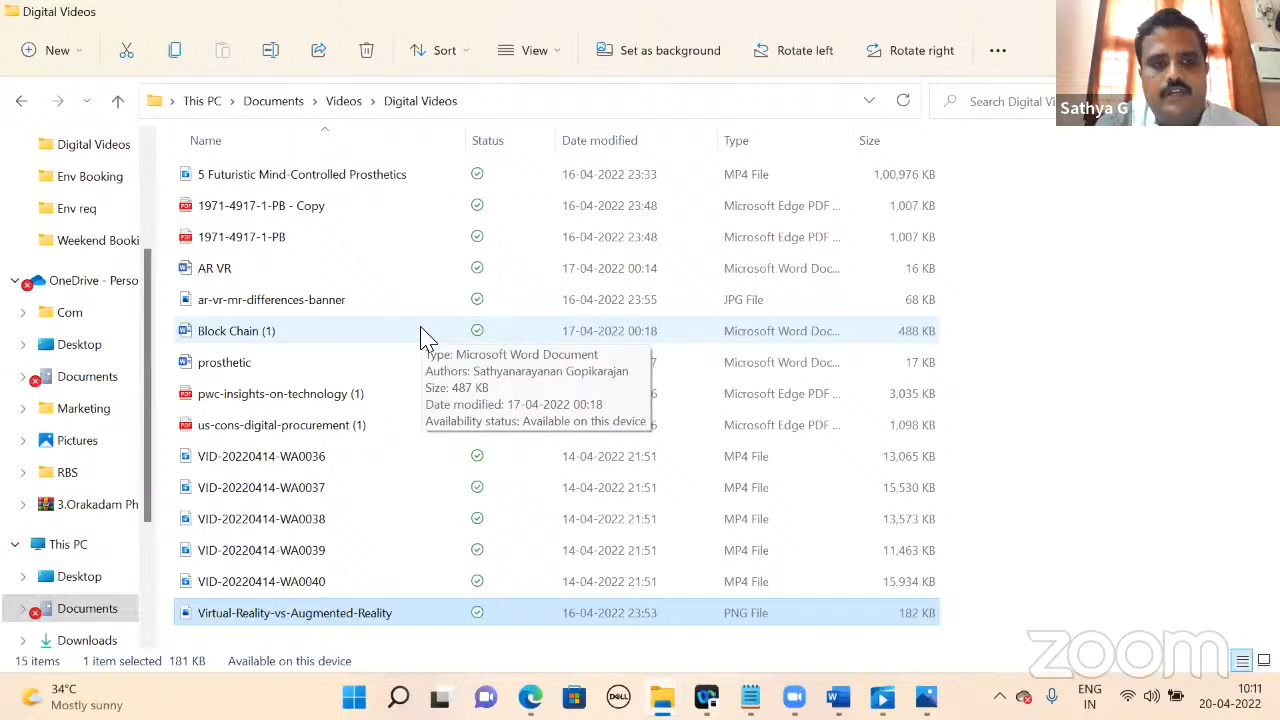 Digital Videos
New
Sort
View
Set as background
Rotate left
Rotate right
This PC > Documents > Videos > Digital Videos
Search Digital Vi
Sathya G
Name Status Date modified Type Size
5 Futuristic Mind-Controlled Prosthetics 16-04-2022 23:33 MP4 File 1,00,976 KB
1971-4917-1-PB - Copy 16-04-2022 23:48 Microsoft Edge PDF ... 1,007 KB
1971-4917-1-PB 16-04-2022 23:48 Microsoft Edge PDF ... 1,007 KB
AR VR 17-04-2022 00:14 Microsoft Word Doc... 16 KB
ar-vr-mr-differences-banner 16-04-2022 23:55 JPG File 68 KB
Block Chain (1) 17-04-2022 00:18 Microsoft Word Doc... 488 KB
prosthetic 7 Microsoft Word Doc... 17 KB
pwc-insights-on-technology (1) 6 Microsoft Edge PDF ... 3,035 KB
us-cons-digital-procurement (1) 6 Microsoft Edge PDF ... 1,098 KB
VID-20220414-WA0036 14-04-2022 21:51 MP4 File 13,065 KB
VID-20220414-WA0037 14-04-2022 21:51 MP4 File 15,530 KB
VID-20220414-WA0038 14-04-2022 21:51 MP4 File 13,573 KB
VID-20220414-WA0039 14-04-2022 21:51 MP4 File 11,463 KB
VID-20220414-WA0040 14-04-2022 21:51 MP4 File 15,934 KB
Virtual-Reality-vs-Augmented-Reality 16-04-2022 23:53 PNG File 182 KB
Type: Microsoft Word Document
Authors: Sathyanarayanan Gopikarajan
Size: 487 KB
Date modified: 17-04-2022 00:18
Availability status: Available on this device
Digital Videos
Env Booking
Env req
Weekend Booki
OneDrive - Perso
Com
Desktop
Documents
Marketing
Pictures
RBS
3.Orakadam Ph
This PC
Desktop
Documents
Downloads
15 items 1 item selected 181 KB Available on this device
zoom
34°C
Mostly sunny
DELL
ENG
IN
10:11
20-04-2022